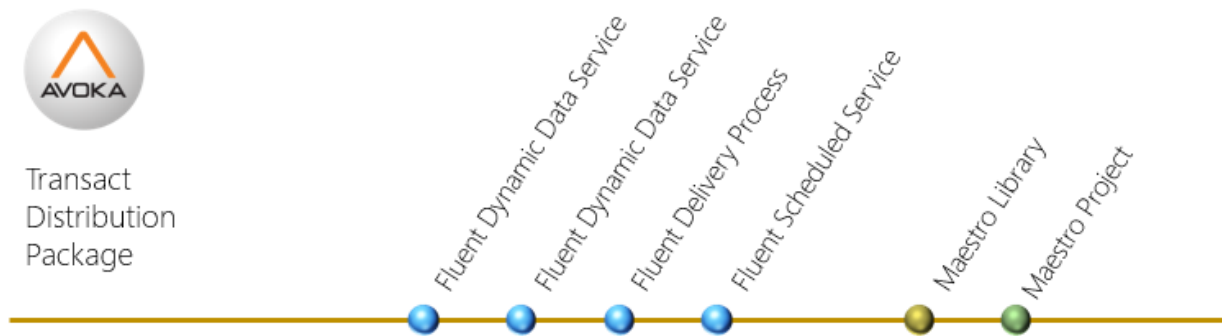 AVOKA
Transact
Distribution
Package
Fluent Dynamic Data Service
Fluent Dynamic Data Service
Fluent Delivery Process
Fluent Scheduled Service
Maestro Library
Maestro Project